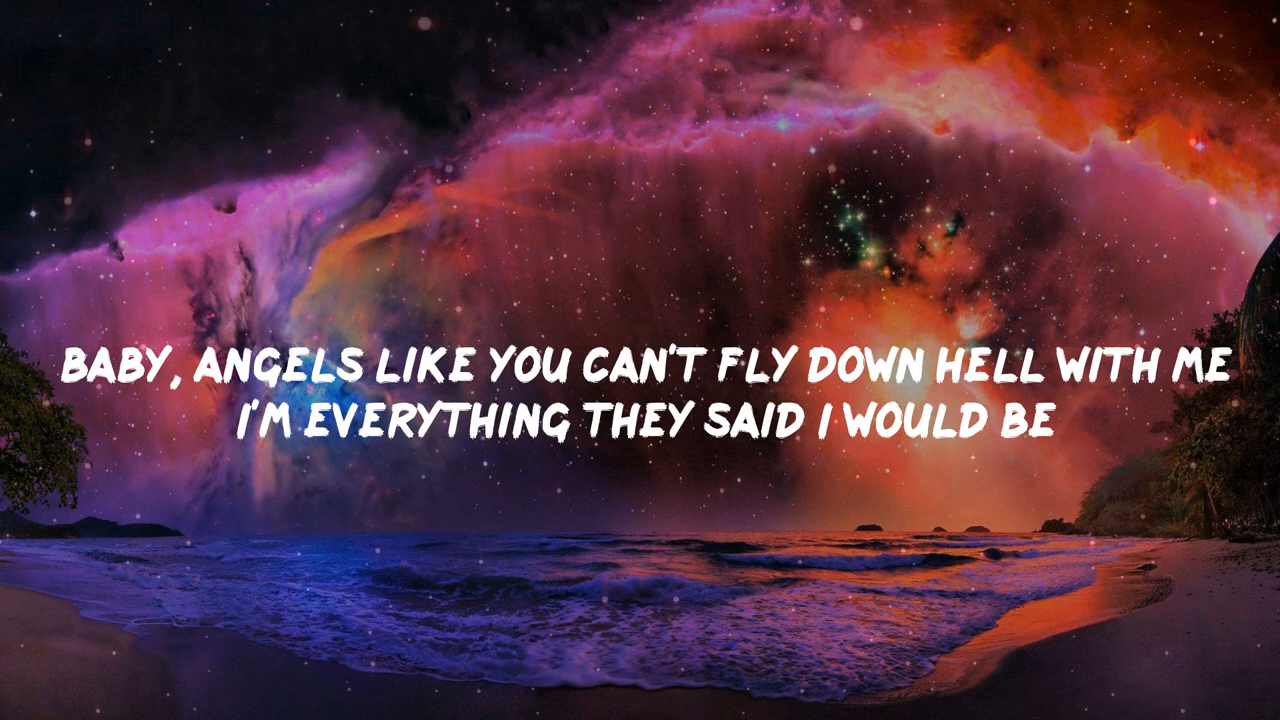 BABY, ANGELS LIKE YOU CAN'T FLY DOWN HELL WITH ME
I'M EVERYTHING THEY SAID I WOULD BE